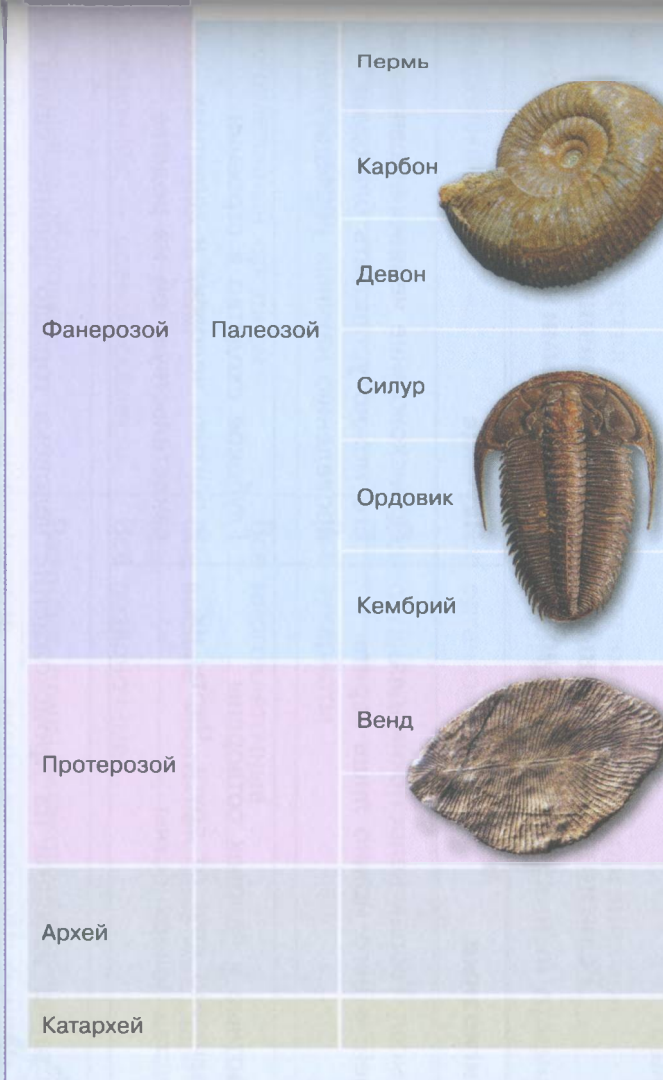 Пермь
Карбон
Девон
Фанерозой
Палеозой
Силур
Ордовик
Кембрий
Венд
Протерозой
Архей
Катархей